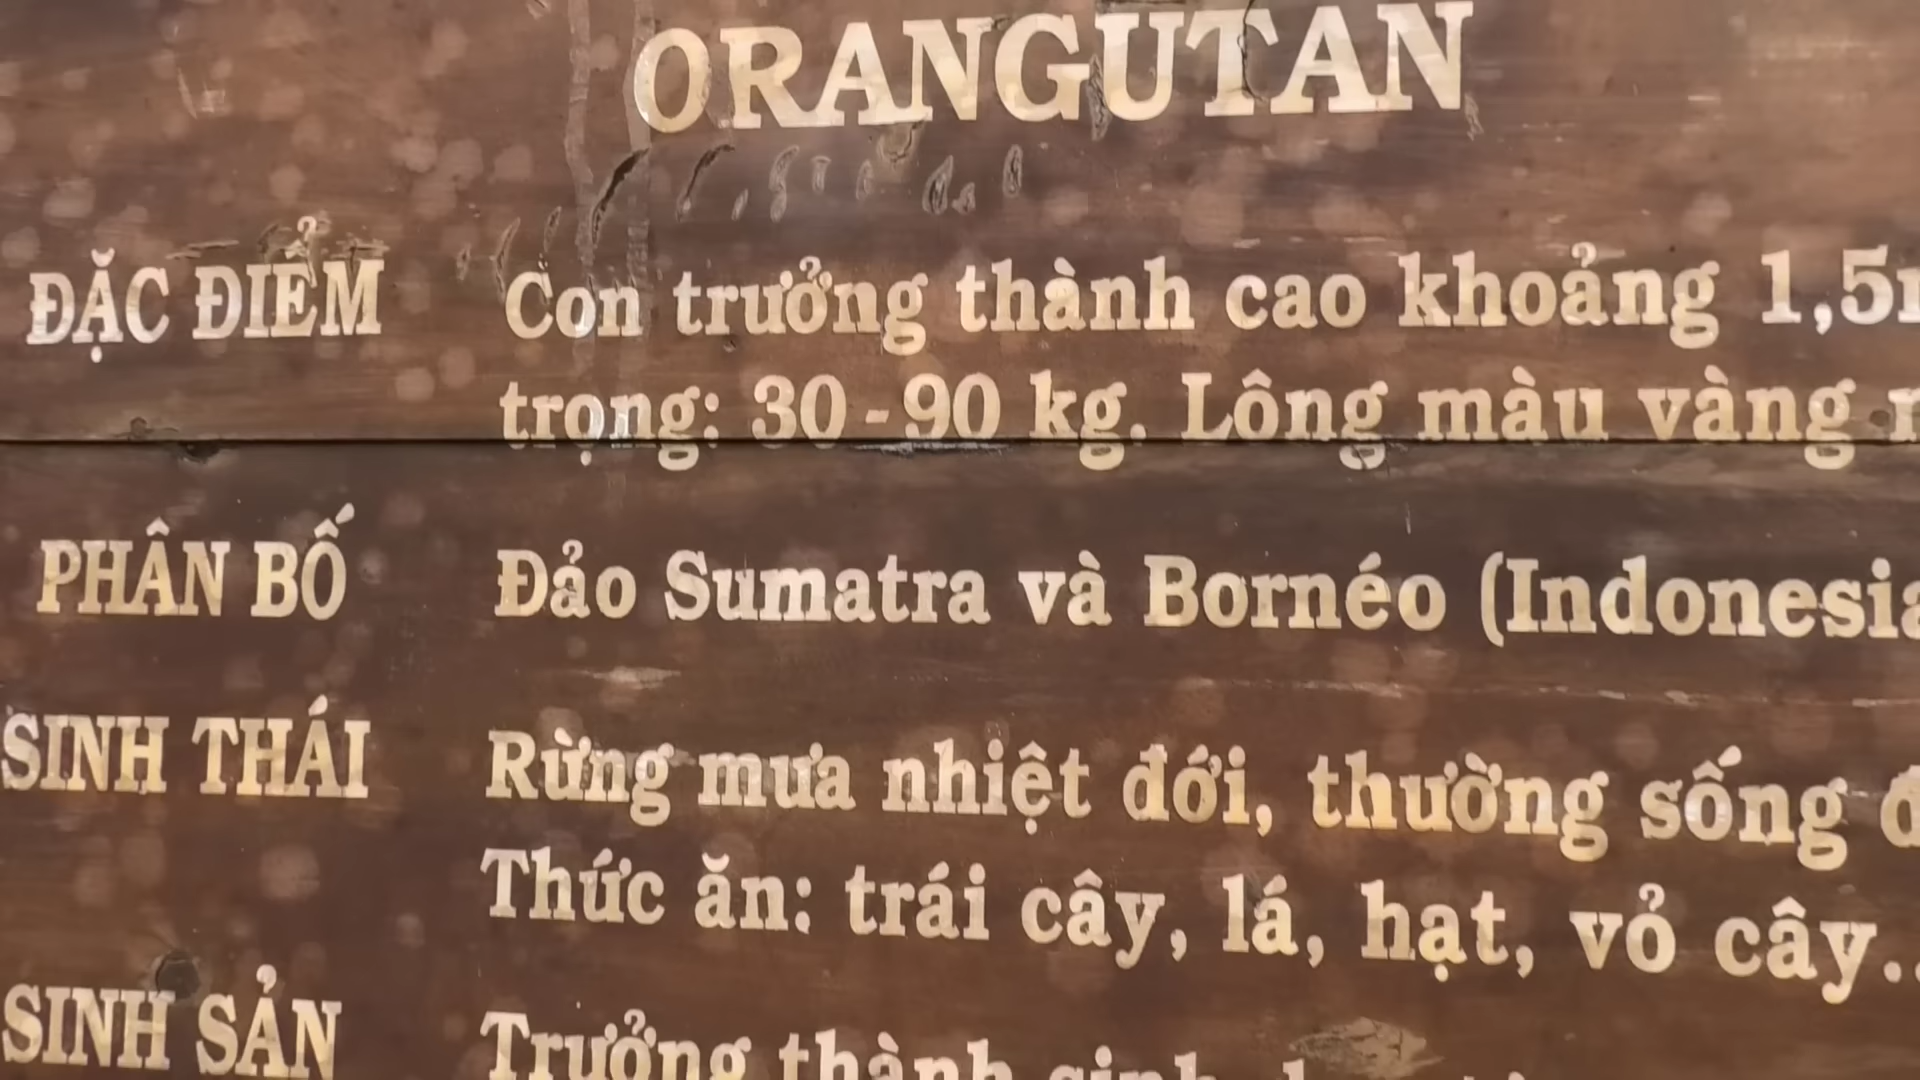 ORANGUTAN
ĐẶC ĐIỂM Con trưởng thành cao khoảng 1,5
trọng: 30 - 90 kg. Lông màu vàng
PHÂN BỐ Đảo Sumatra và Bornéo (Indonesia
SINH THÁI Rừng mưa nhiệt đới, thường sống
Thức ăn: trái cây, lá, hạt, vỏ cây..
SINH SẢN Trưởng thành sinh